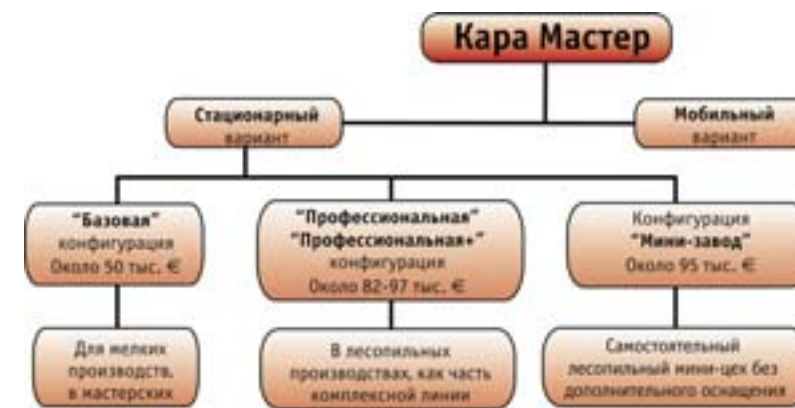 Кара Мастер
Стационарный
вариант
Мобильный
вариант
"Базовая"
конфигурация
Около 50 тыс. €
"Профессиональная"
"Профессиональная+"
конфигурация
Около 82-97 тыс. €
Конфигурация
"Мини-завод"
Около 95 тыс. €
Для мелких
производств,
в мастерских
В лесопильных
производствах, как часть
комплексной линии
Самостоятельный
лесопильный мини-цех без
дополнительного оснащения